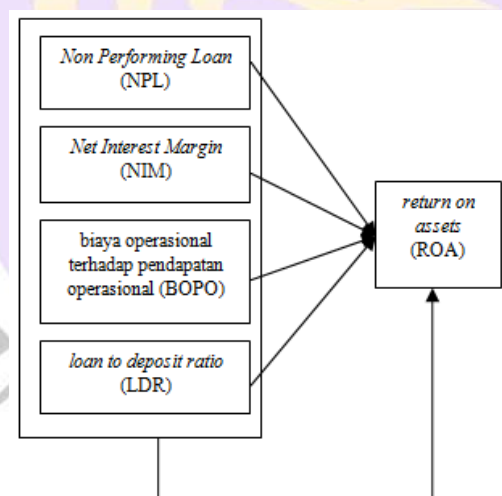 Non Performing Loan
(NPL)
Net Interest Margin
(NIM)
biaya operasional
terhadap pendapatan
operasional (BOPO)
loan to deposit ratio
(LDR)
return on
assets
(ROA)